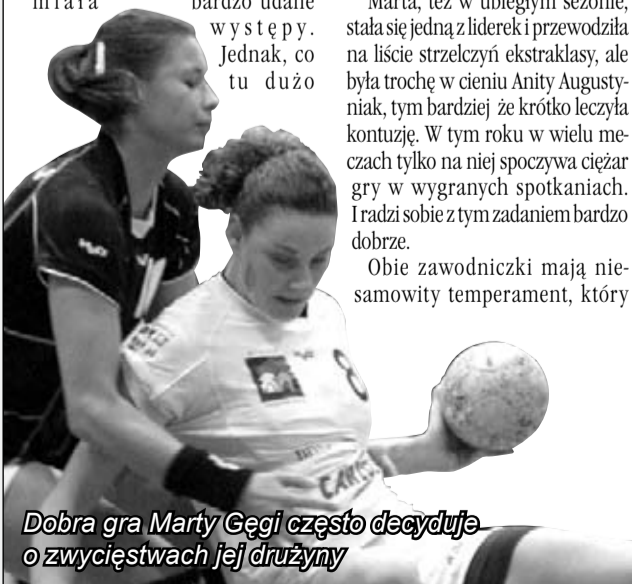 miała bardzo udane
występy.
Jednak, co
tu dużo
Marta, też w ubiegłym sezonie,
stała się jedną z liderek i przewodziła
na liście strzelczyń ekstraklasy, ale
była trochę w cieniu Anity Augusty-
niak, tym bardziej że krótko leczyła
kontuzję. W tym roku w wielu me-
czach tylko na niej spoczywa ciężar
gry w wygranych spotkaniach.
I radzi sobie z tym zadaniem bardzo
dobrze.
Obie zawodniczki mają nie-
samowity temperament, który
8
Dobra gra Marty Gęgi często decyduje
o zwycięstwach jej drużyny